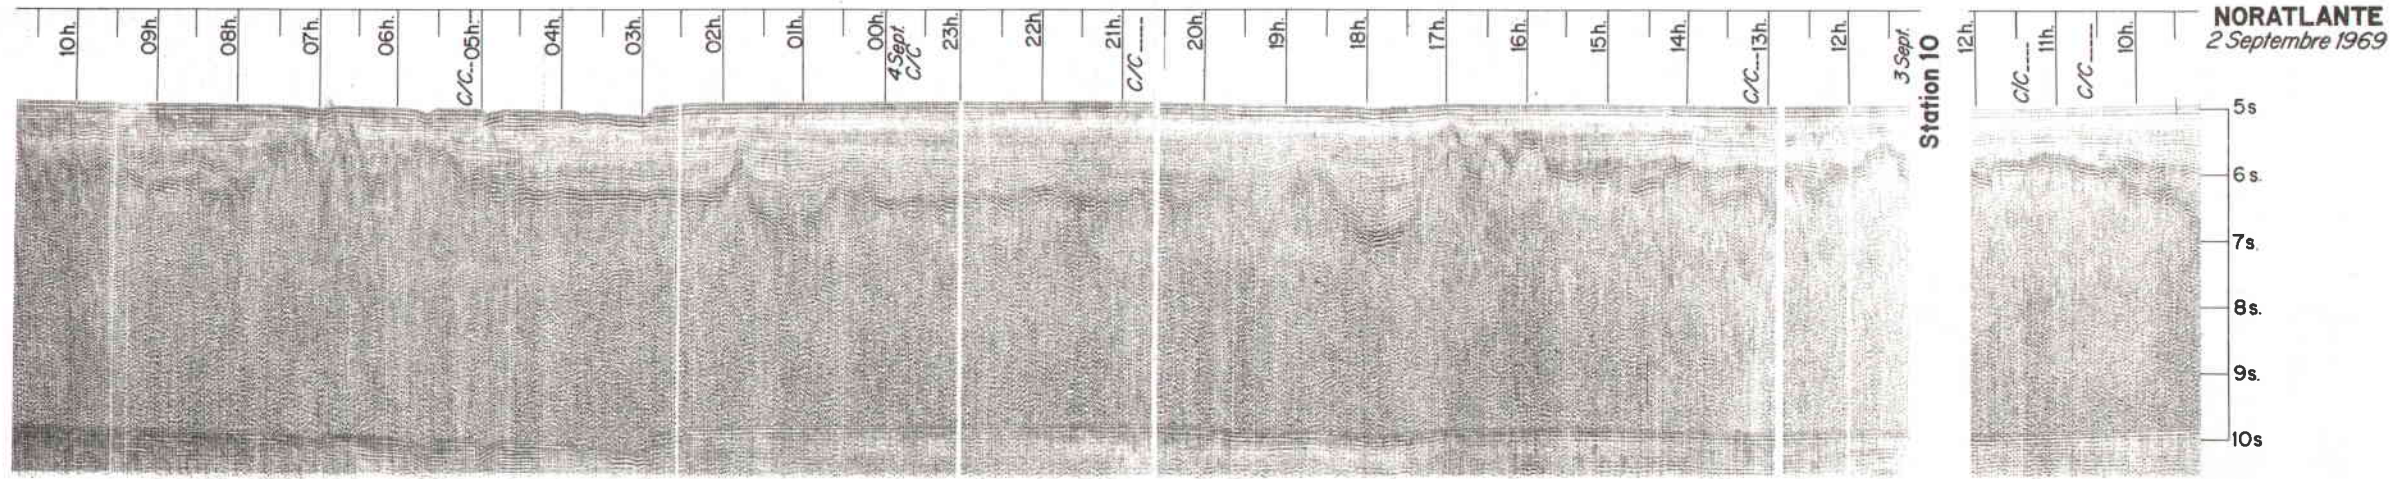 10h.
09h.
08h.
07h.
06h.
C/C--05h.
04h.
03h.
02h.
01h.
00h.
4 Sept.
C/C
23h.
22h.
21h.
C/C -----
20h.
19h.
18h.
17h.
16h.
15h.
14h.
C/C---13h.
12h.
3 Sept.
Station 10
12h.
C/C----
11h.
C/C-----
10h.
NORATLANTE
2 Septembre 1969
5s
6s.
7s.
8s.
9s.
10s